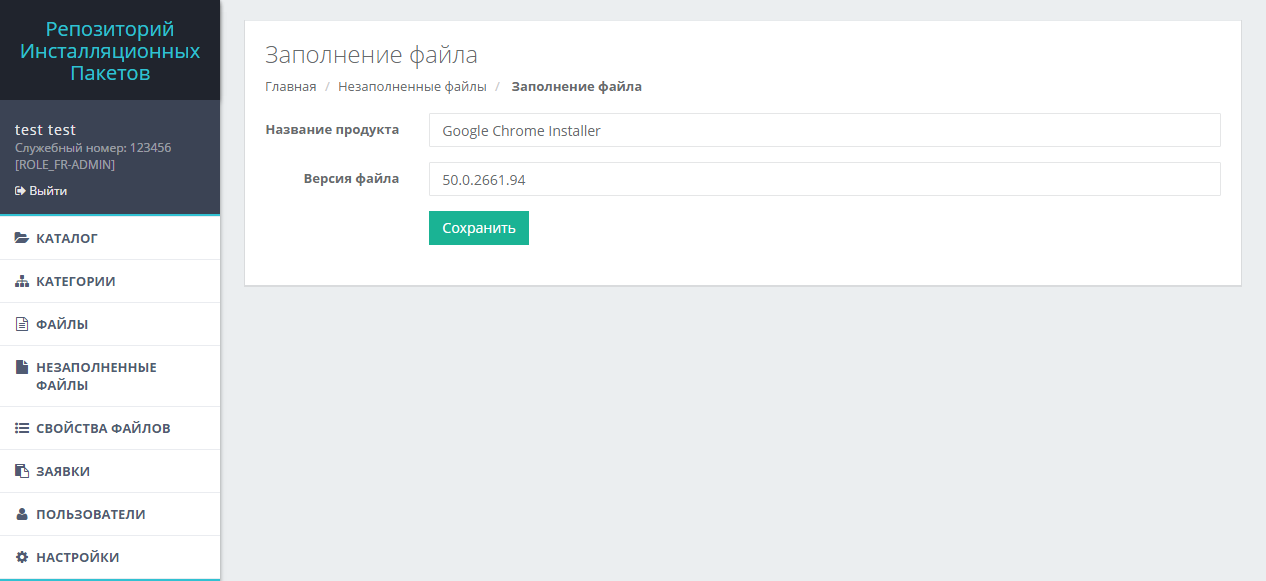 Репозиторий
Инсталляционных
Пакетов
test test
Служебный номер: 123456
[ROLE_FR-ADMIN]
Выйти
КАТАЛОГ
КАТЕГОРИИ
ФАЙЛЫ
НЕЗАПОЛНЕННЫЕ
ФАЙЛЫ
СВОЙСТВА ФАЙЛОВ
ЗАЯВКИ
ПОЛЬЗОВАТЕЛИ
НАСТРОЙКИ
Заполнение файла
Главная / Незаполненные файлы / Заполнение файла
Название продукта Google Chrome Installer
Версия файла 50.0.2661.94
Сохранить